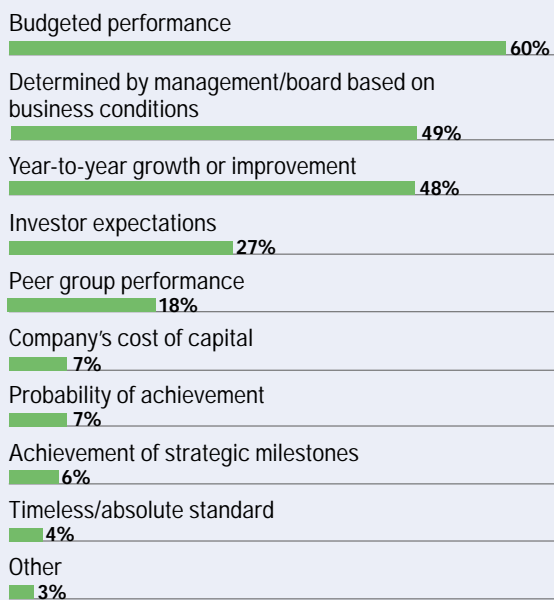 Budgeted performance
60%
Determined by management/board based on
business conditions
49%
Year-to-year growth or improvement
48%
Investor expectations
27%
Peer group performance
18%
Company's cost of capital
7%
Probability of achievement
7%
Achievement of strategic milestones
6%
Timeless/absolute standard
4%
Other
3%